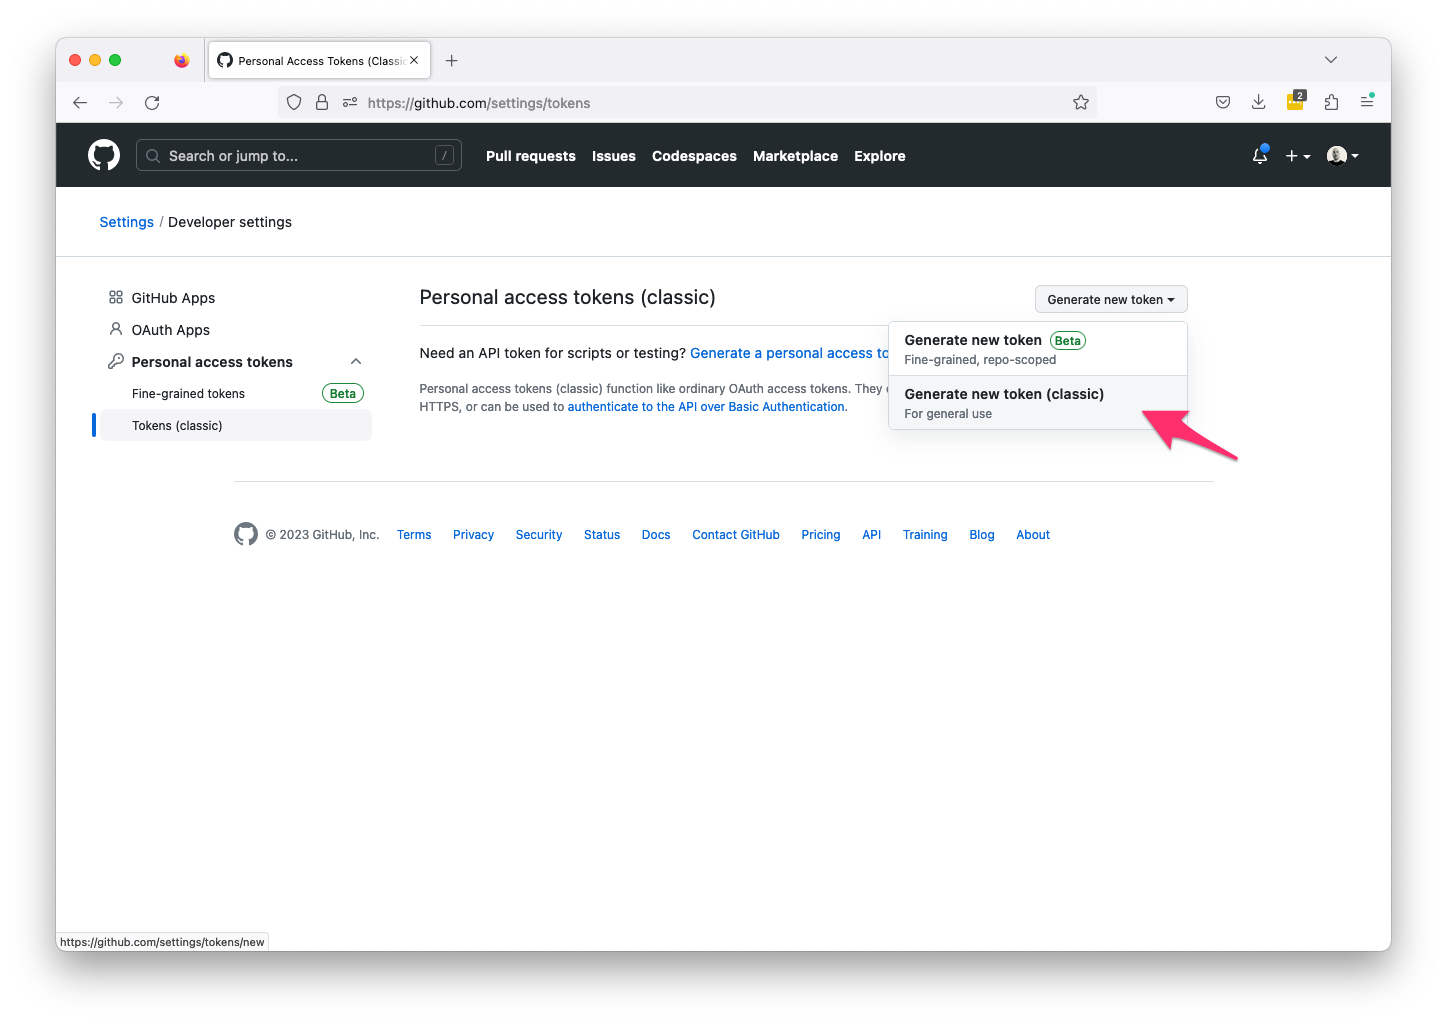 Personal Access Tokens (Classic
https://github.com/settings/tokens
2
Search or jump to...
/
Pull requests
Issues
Codespaces
Marketplace
Explore
Settings / Developer settings
GitHub Apps
OAuth Apps
Personal access tokens
Fine-grained tokens
Beta
Tokens (classic)
Personal access tokens (classic)
Generate new token
Need an API token for scripts or testing? Generate a personal access to
Personal access tokens (classic) function like ordinary OAuth access tokens. They
HTTPS, or can be used to authenticate to the API over Basic Authentication.
Generate new token Beta
Fine-grained, repo-scoped
Generate new token (classic)
For general use
© 2023 GitHub, Inc.
Terms
Privacy
Security
Status
Docs
Contact GitHub
Pricing
API
Training
Blog
About
https://github.com/settings/tokens/new